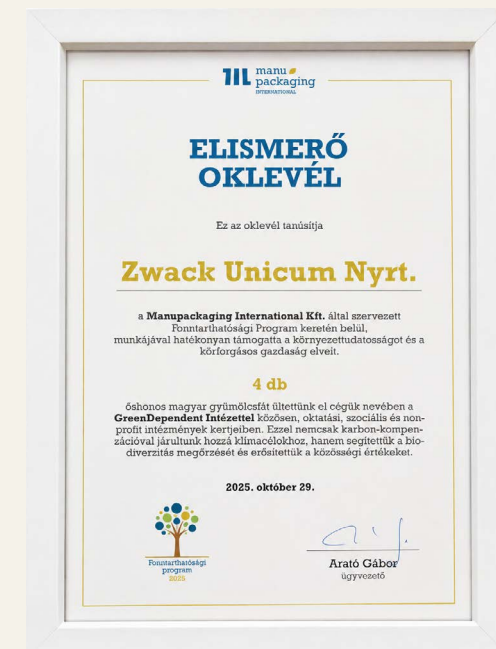 manu
packaging
INTERNATIONAL
ELISMERŐ
OKLEVÉL
Ez az oklevél tanúsítja
Zwack Unicum Nyrt.
a Manupackaging International Kft. által szervezett
Fonntarthatósági Program keretén belül,
munkájával hatékonyan támogatta a környezettudatosságot és a
körforgásos gazdaság elveit.
4 db
őshonos magyar gyümölcsfát ültettünk el cégük nevében a
GreenDependent Intézettel közösen, oktatási, szociális és non-
profit intézmények kertjeiben. Ezzel nemcsak karbon-kompen-
zációval járultunk hozzá klímacélokhoz, hanem segítettük a bio-
diverzitás megőrzését és erősítettük a közösségi értékeket.
2025. október 29.
Fonntarthatósági
program
2025
Arató Gábor
ügyvezető